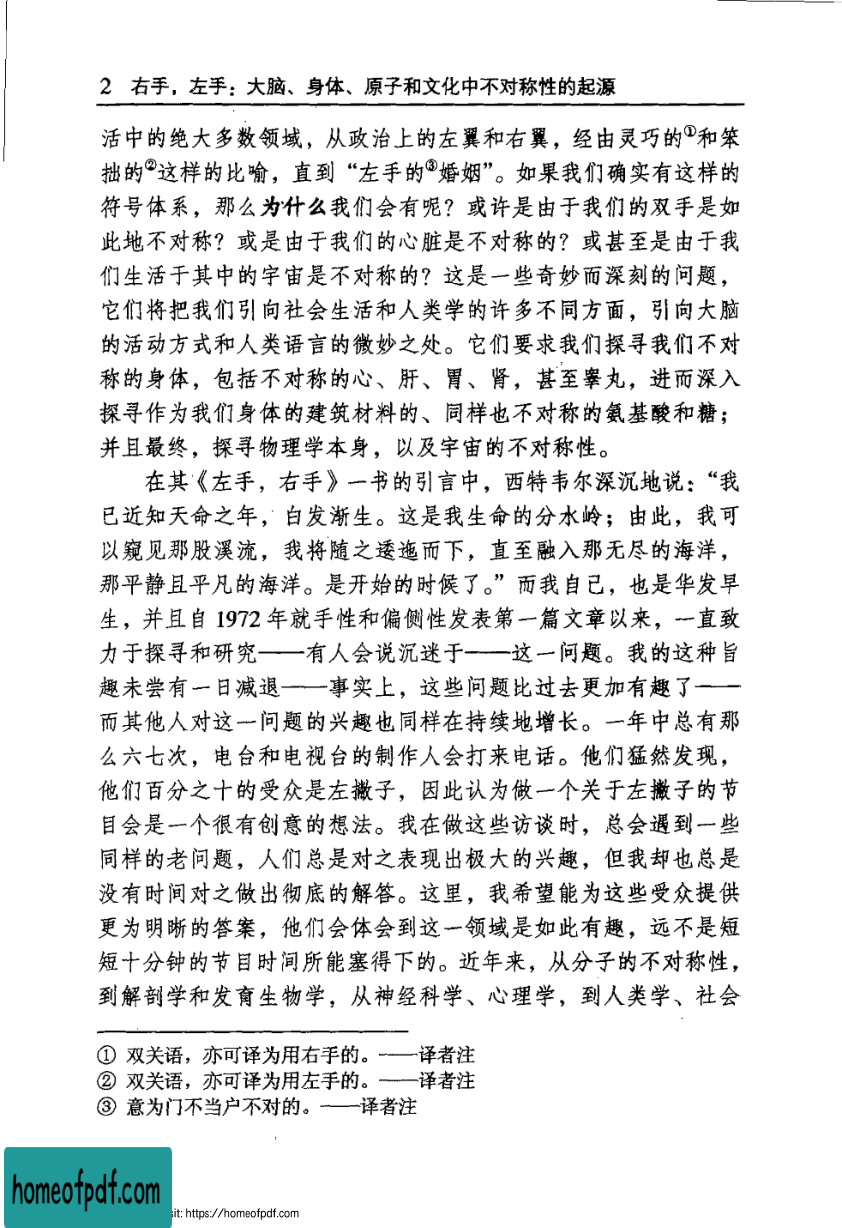 2 右手，左手：大脑、身体、原子和文化中不对称性的起源
活中的绝大多数领域，从政治上的左翼和右翼，经由灵巧的①和笨
拙的②这样的比喻，直到“左手的③婚姻”。如果我们确实有这样的
符号体系，那么为什么我们会有呢？或许是由于我们的双手是如
此地不对称？或是由于我们的心脏是不对称的？或甚至是由于我
们生活于其中的宇宙是不对称的？这是一些奇妙而深刻的问题，
它们将把我们引向社会生活和人类学的许多不同方面，引向大脑
的活动方式和人类语言的微妙之处。它们要求我们探寻我们不对
称的身体，包括不对称的心、肝、胃、肾，甚至睾丸，进而深入
探寻作为我们身体的建筑材料的、同样也不对称的氨基酸和糖；
并且最终，探寻物理学本身，以及宇宙的不对称性。
在其《左手，右手》一书的引言中，西特韦尔深沉地说：“我
已近知天命之年，白发渐生。这是我生命的分水岭；由此，我可
以窥见那股溪流，我将随之逶迤而下，直至融入那无尽的海洋，
那平静且平凡的海洋。是开始的时候了。”而我自己，也是华发早
生，并且自 1972 年就手性和偏侧性发表第一篇文章以来，一直致
力于探寻和研究——有人会说沉迷于——这一问题。我的这种旨
趣未尝有一日减退——事实上，这些问题比过去更加有趣了——
而其他人对这一问题的兴趣也同样在持续地增长。一年中总有那
么六七次，电台和电视台的制作人会打来电话。他们猛然发现，
他们百分之十的受众是左撇子，因此认为做一个关于左撇子的节
目会是一个很有创意的想法。我在做这些访谈时，总会遇到一些
同样的老问题，人们总是对之表现出极大的兴趣，但我却也总是
没有时间对之做出彻底的解答。这里，我希望能为这些受众提供
更为明晰的答案，他们会体会到这一领域是如此有趣，远不是短
短十分钟的节目时间所能塞得下的。近年来，从分子的不对称性，
到解剖学和发育生物学，从神经科学、心理学，到人类学、社会
① 双关语，亦可译为用右手的。——译者注
② 双关语，亦可译为用左手的。——译者注
③ 意为门不当户不对的。——译者注
homeofpdf.com
sit: https://homeofpdf.com